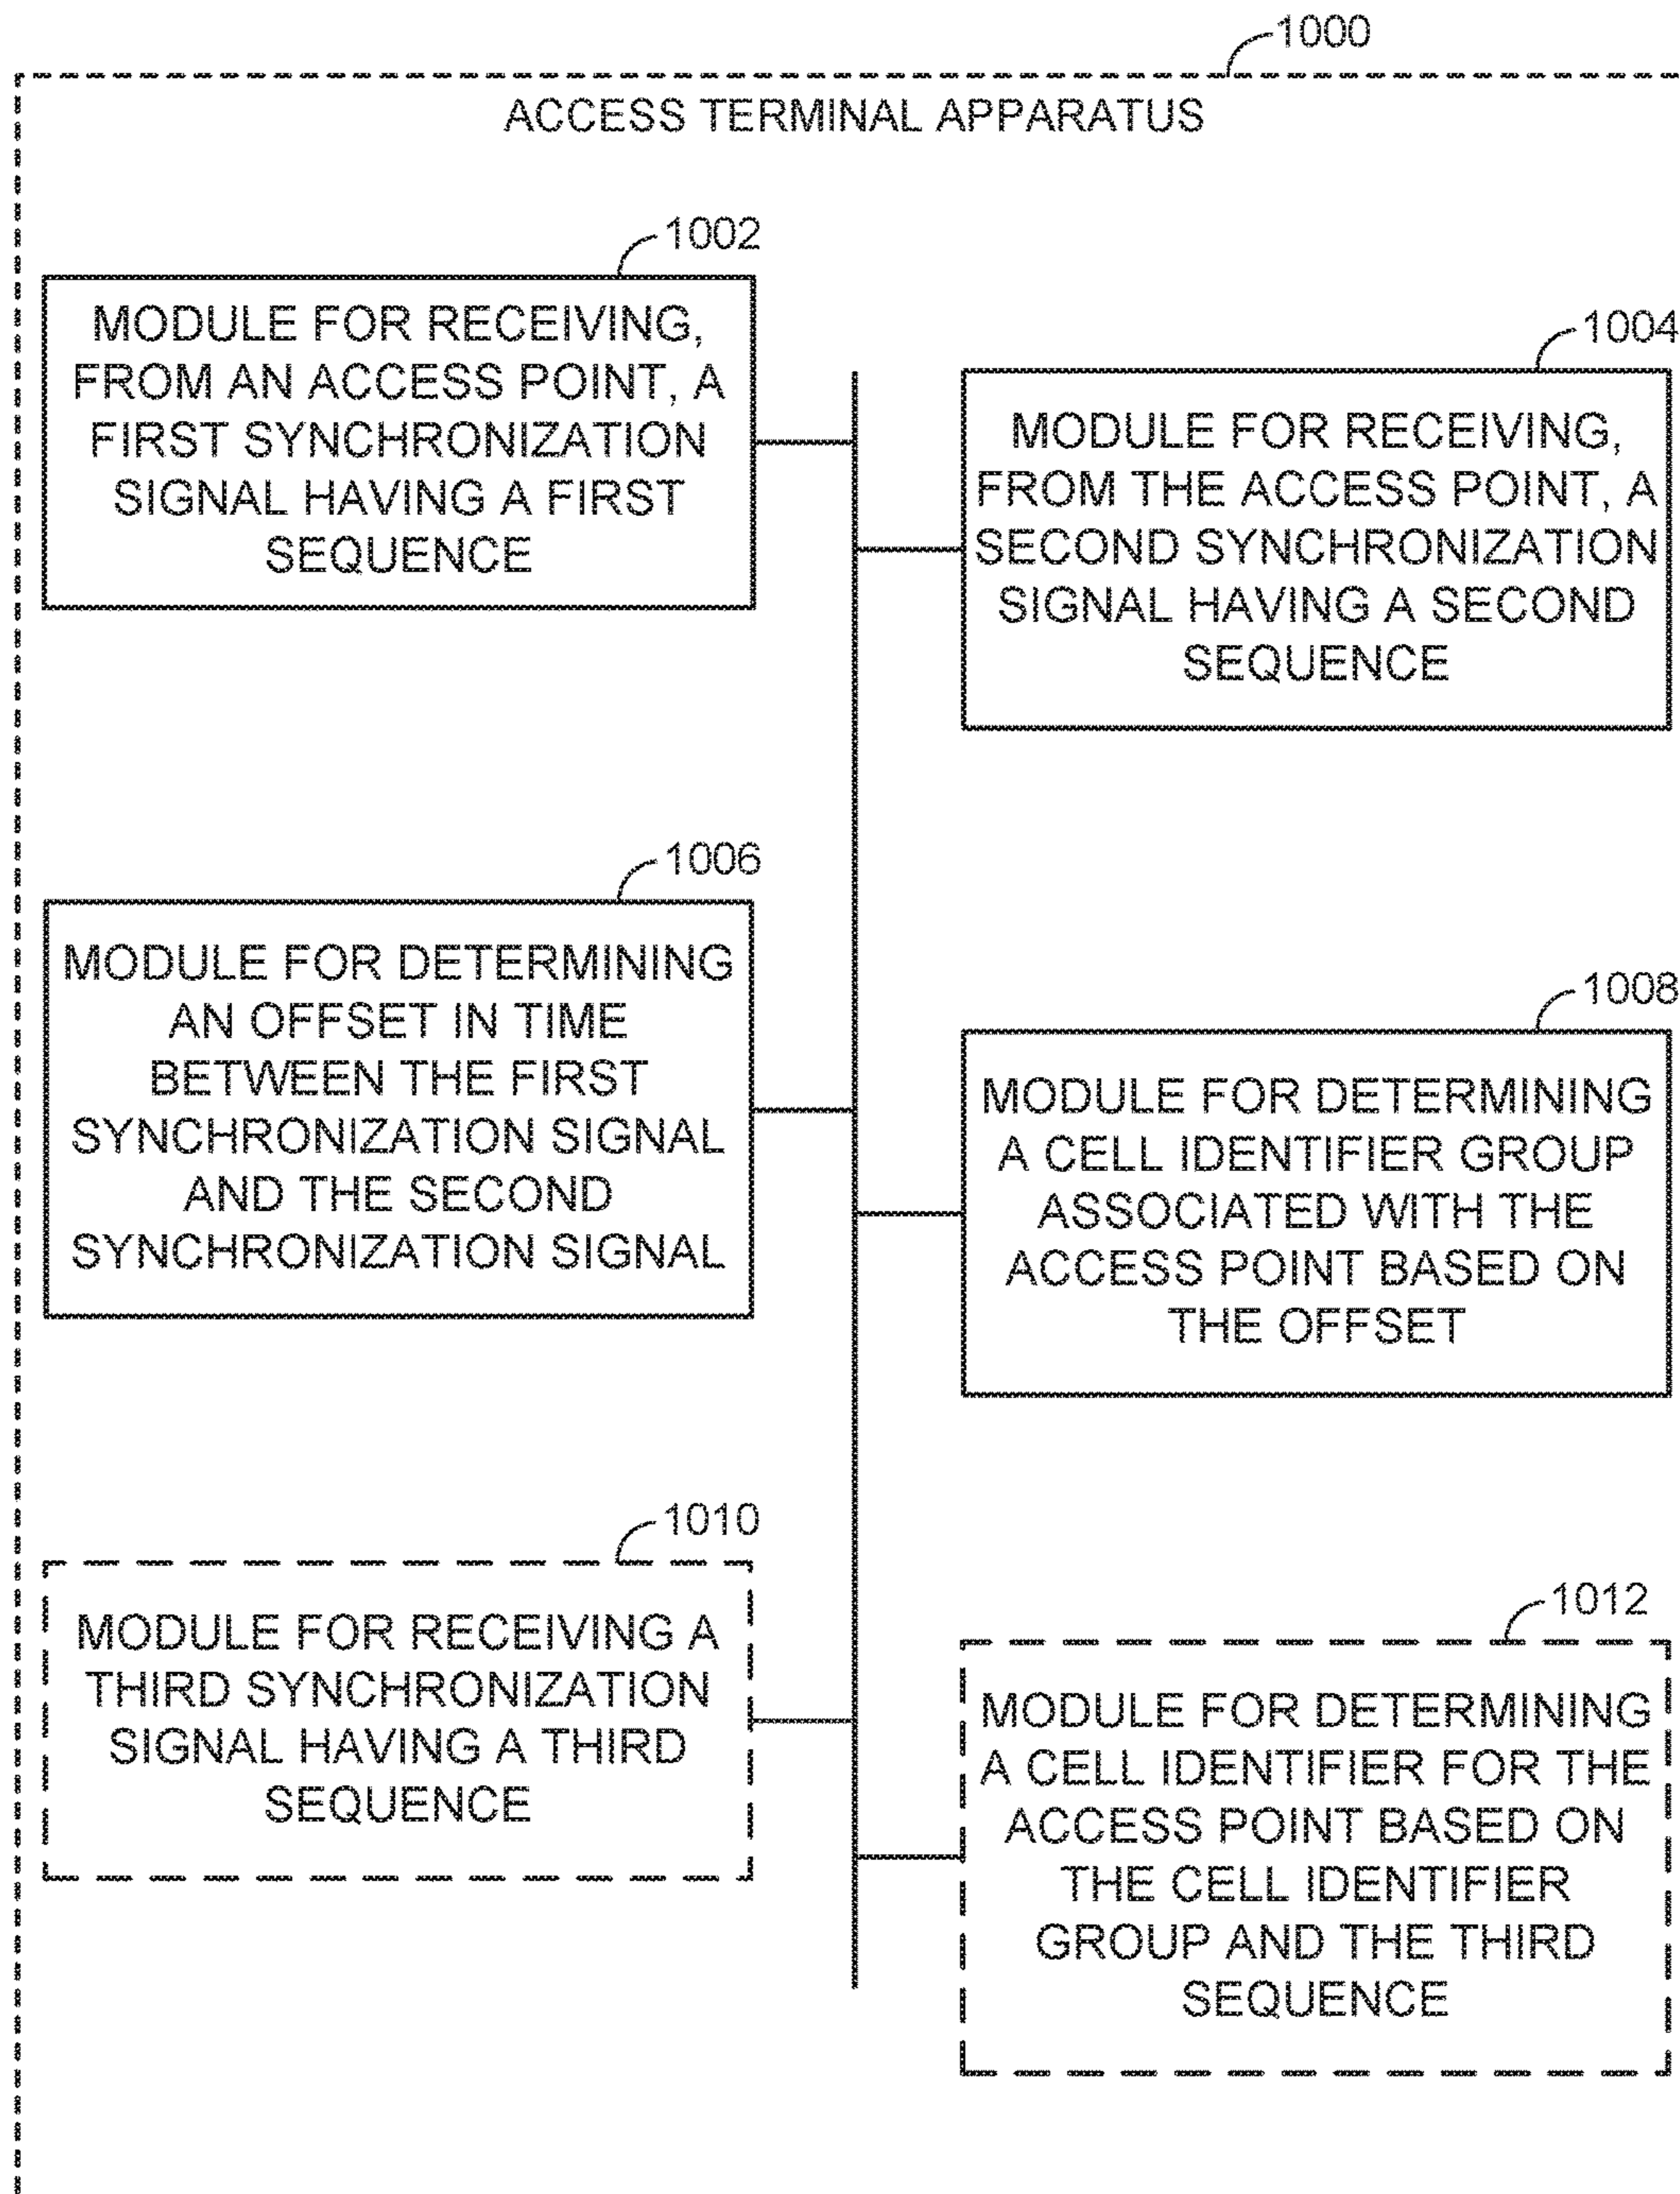 1000
ACCESS TERMINAL APPARATUS
1002
MODULE FOR RECEIVING,
FROM AN ACCESS POINT, A
FIRST SYNCHRONIZATION
SIGNAL HAVING A FIRST
SEQUENCE
1004
MODULE FOR RECEIVING,
FROM THE ACCESS POINT, A
SECOND SYNCHRONIZATION
SIGNAL HAVING A SECOND
SEQUENCE
1006
MODULE FOR DETERMINING
AN OFFSET IN TIME
BETWEEN THE FIRST
SYNCHRONIZATION SIGNAL
AND THE SECOND
SYNCHRONIZATION SIGNAL
1008
MODULE FOR DETERMINING
A CELL IDENTIFIER GROUP
ASSOCIATED WITH THE
ACCESS POINT BASED ON
THE OFFSET
1010
MODULE FOR RECEIVING A
THIRD SYNCHRONIZATION
SIGNAL HAVING A THIRD
SEQUENCE
1012
MODULE FOR DETERMINING
A CELL IDENTIFIER FOR THE
ACCESS POINT BASED ON
THE CELL IDENTIFIER
GROUP AND THE THIRD
SEQUENCE